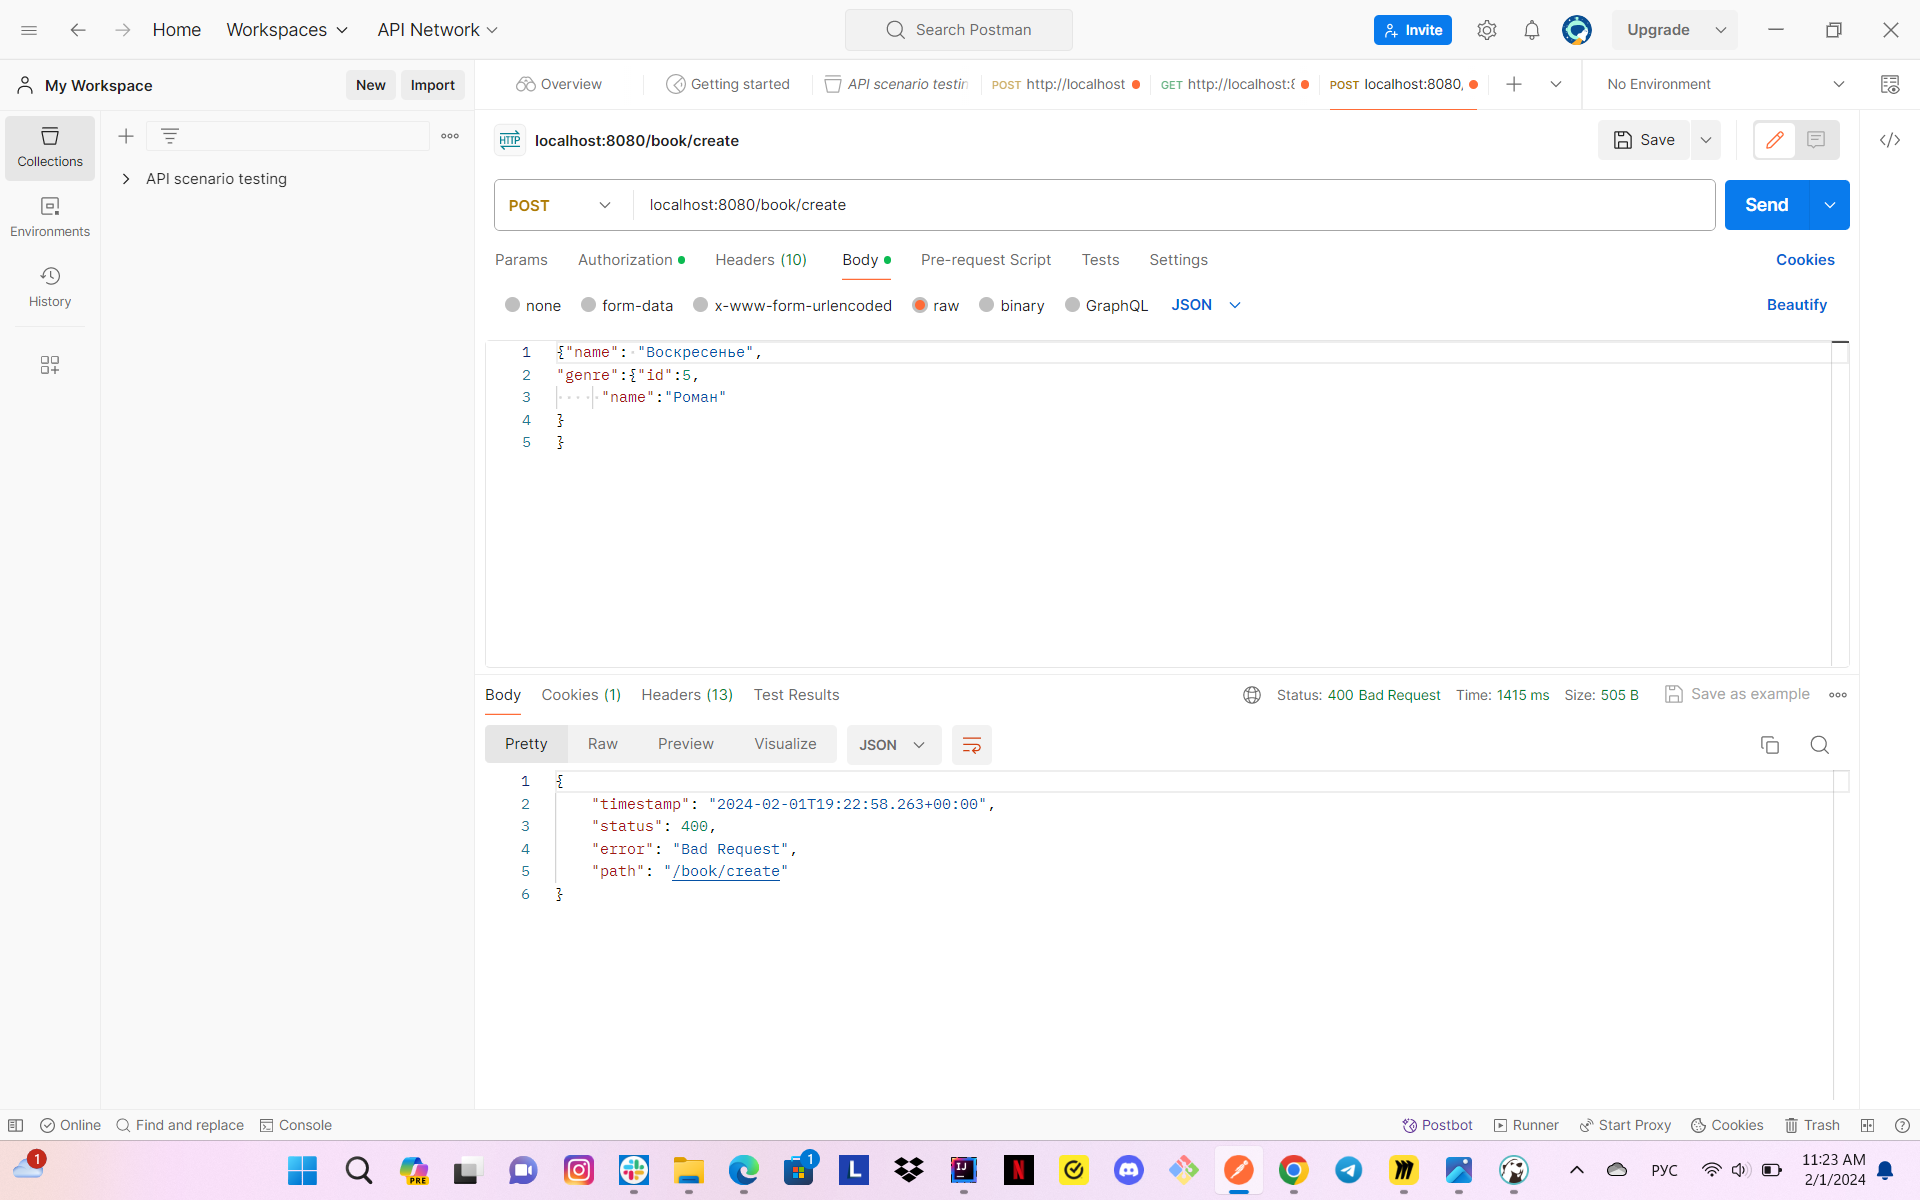 Home Workspaces API Network Search Postman Invite Upgrade
My Workspace New Import Overview Getting started API scenario testin POST http://localhost GET http://localhost:8 POST localhost:8080, No Environment
Collections
API scenario testing
Environments
History
HTTP localhost:8080/book/create Save
POST localhost:8080/book/create Send
Params Authorization Headers (10) Body Pre-request Script Tests Settings Cookies
none form-data x-www-form-urlencoded raw binary GraphQL JSON Beautify
1 {"name": "Воскресенье",
2 "genre":{"id":5,
3 "name":"Роман"
4 }
5 }
Body Cookies (1) Headers (13) Test Results Status: 400 Bad Request Time: 1415 ms Size: 505 B Save as example
Pretty Raw Preview Visualize JSON
1 {
2 "timestamp": "2024-02-01T19:22:58.263+00:00",
3 "status": 400,
4 "error": "Bad Request",
5 "path": "/book/create"
6 }
Online Find and replace Console Postbot Runner Start Proxy Cookies Trash
1 PRE 1 L IJ N РУС 11:23 AM
2/1/2024